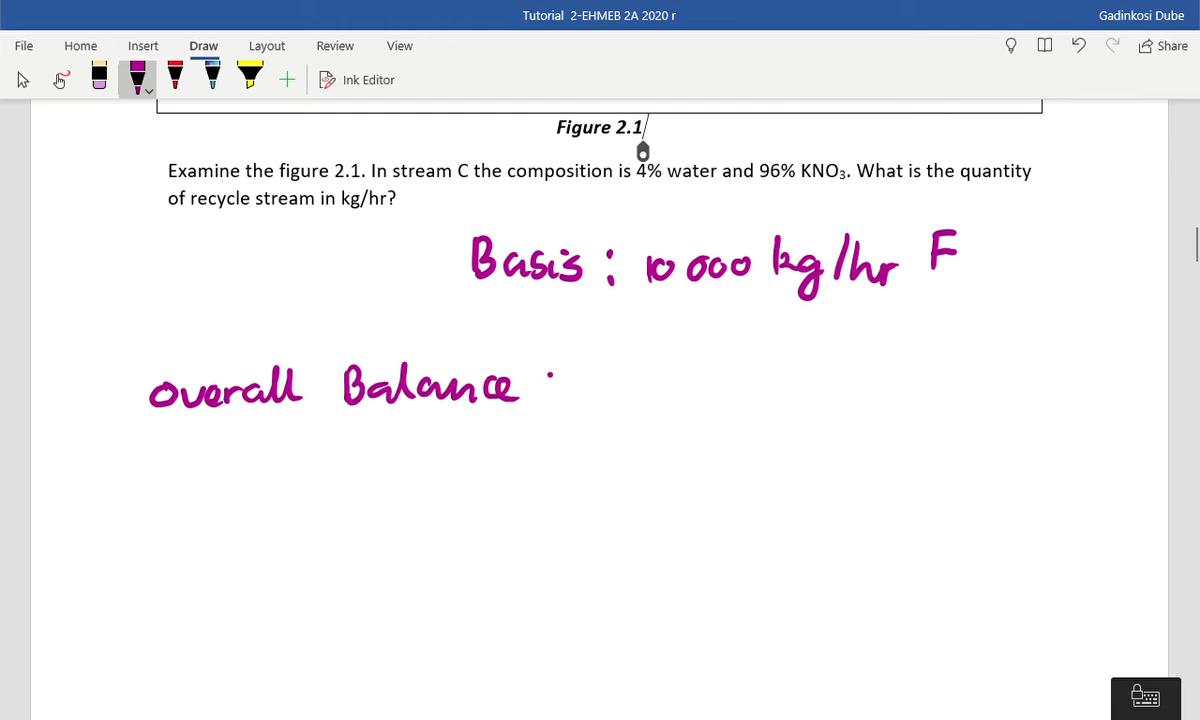 Tutorial 2-EHMEB 2A 2020 r
Gadinkosi Dube
File Home Insert Draw Layout Review View
Share
Ink Editor
Figure 2.1
Examine the figure 2.1. In stream C the composition is 4% water and 96% KNO₃. What is the quantity
of recycle stream in kg/hr?
Basis : 10 000 kg/hr F
Overall Balance